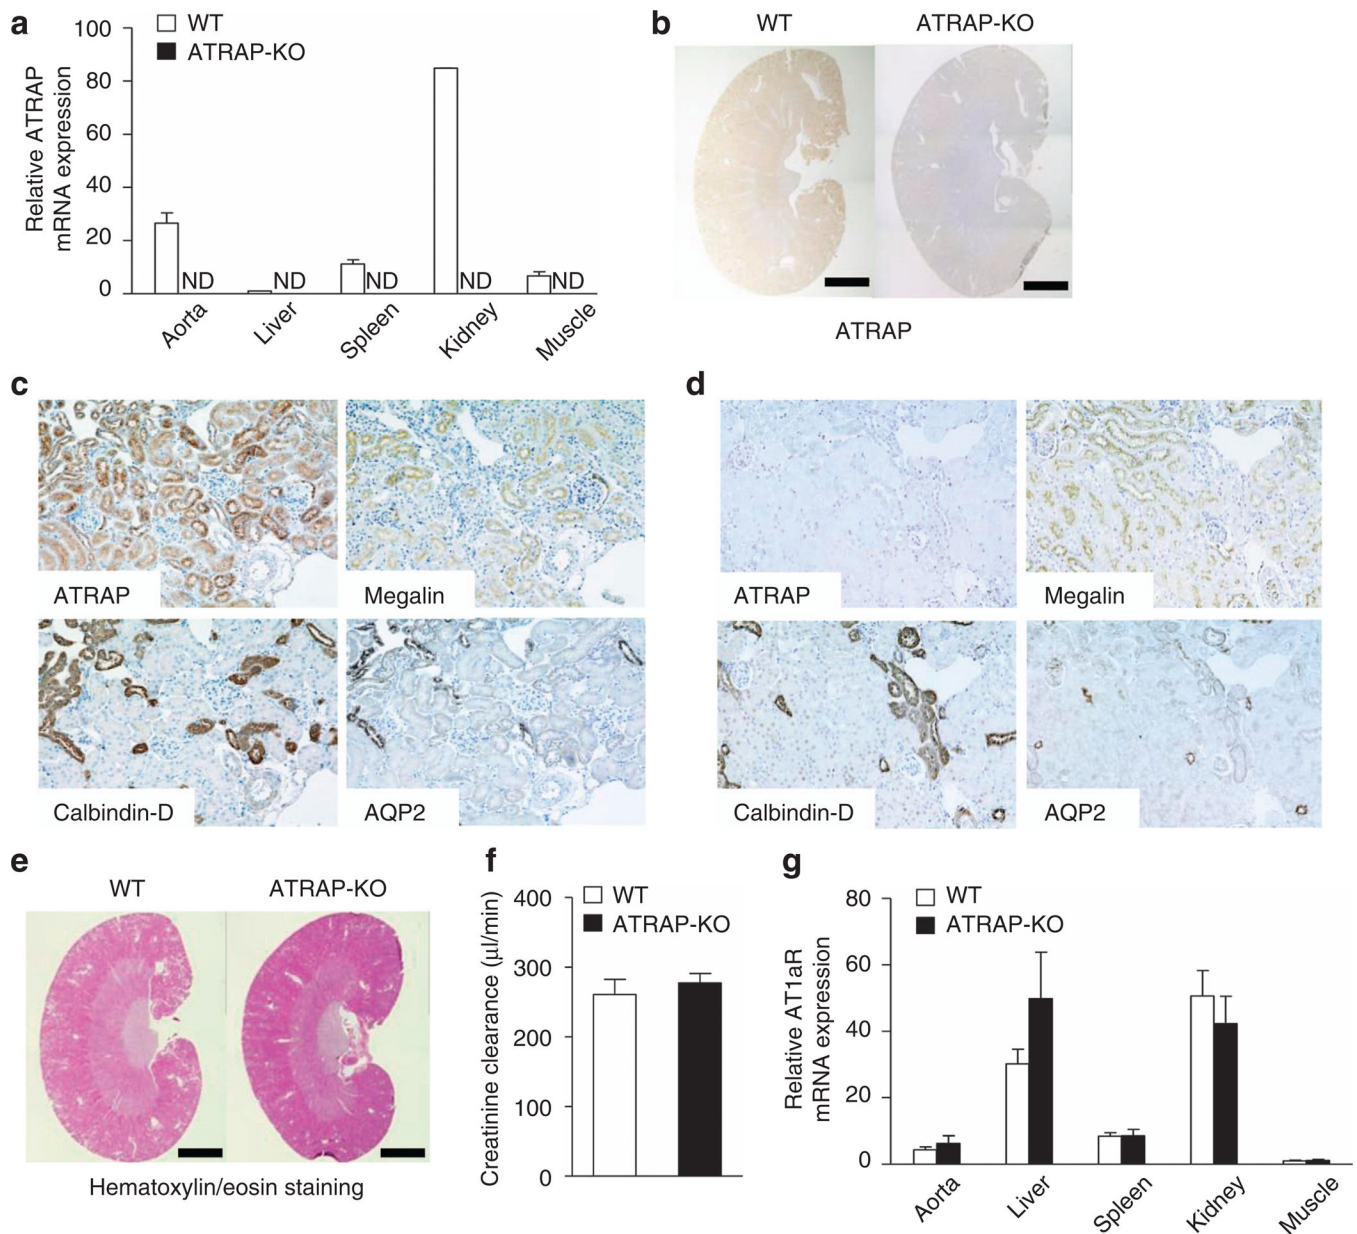 a
WT
ATRAP-KO
Relative ATRAP
mRNA expression
100
80
60
40
20
0
ND
ND
ND
ND
ND
Aorta
Liver
Spleen
Kidney
Muscle
b
WT
ATRAP-KO
ATRAP
c
ATRAP
Megalin
Calbindin-D
AQP2
d
ATRAP
Megalin
Calbindin-D
AQP2
e
WT
ATRAP-KO
Hematoxylin/eosin staining
f
WT
ATRAP-KO
Creatinine clearance (μl/min)
400
300
200
100
0
g
WT
ATRAP-KO
Relative AT1aR
mRNA expression
80
60
40
20
0
Aorta
Liver
Spleen
Kidney
Muscle